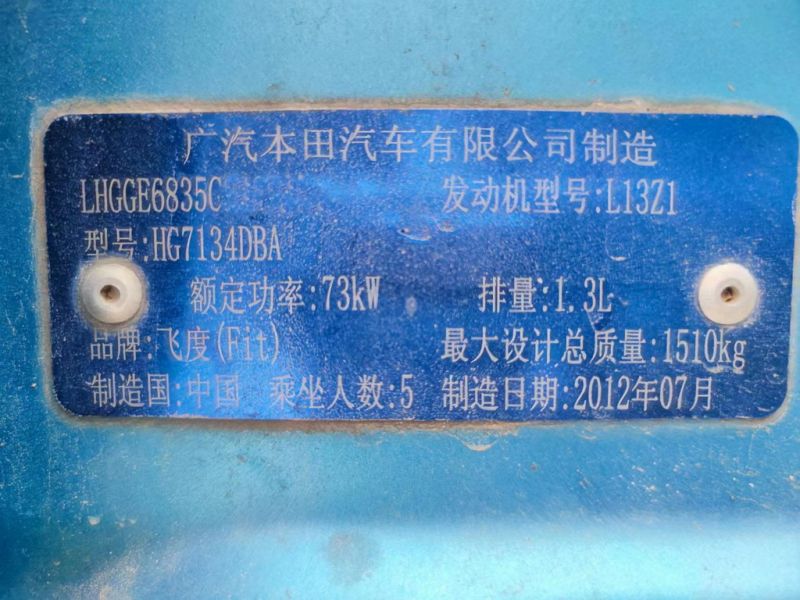 广汽本田汽车有限公司制造
LHGGE6835C 发动机型号:L13Z1
型号:HG7134DBA
额定功率:73kW 排量:1.3L
品牌:飞度(Fit) 最大设计总质量:1510kg
制造国:中国 乘坐人数:5 制造日期:2012年07月